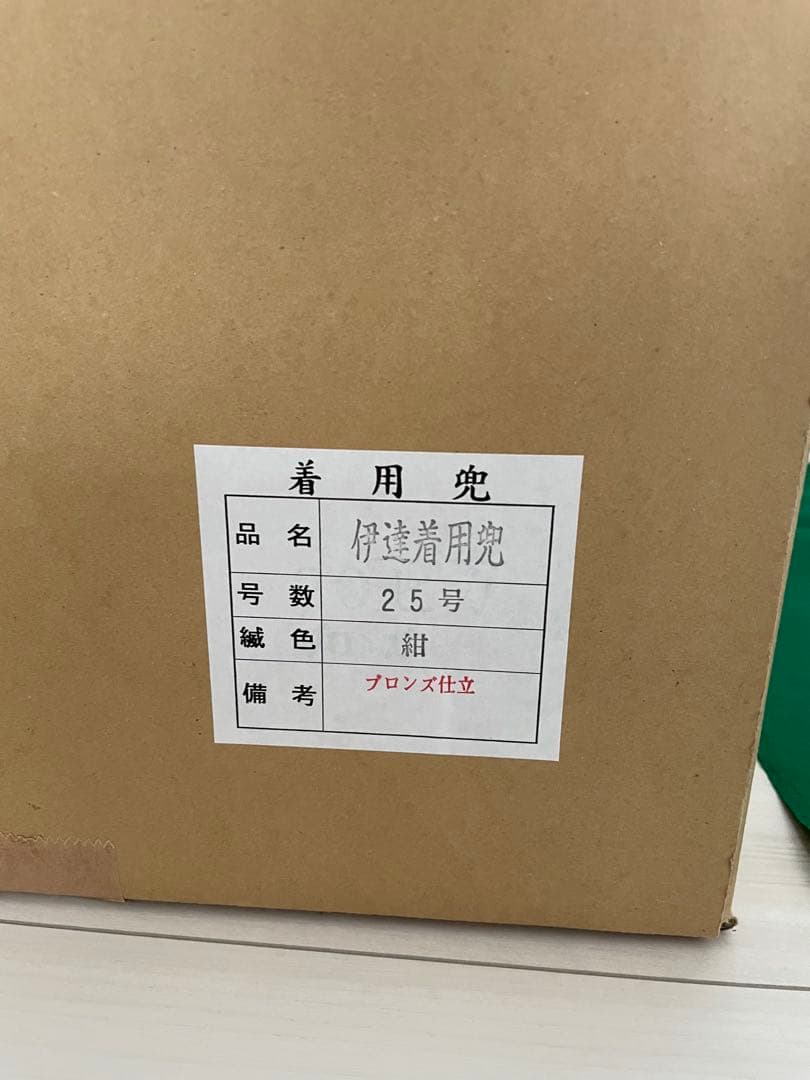 着用兜
品名 伊達着用兜
号数 25号
縅色 紺
備考 ブロンズ仕立